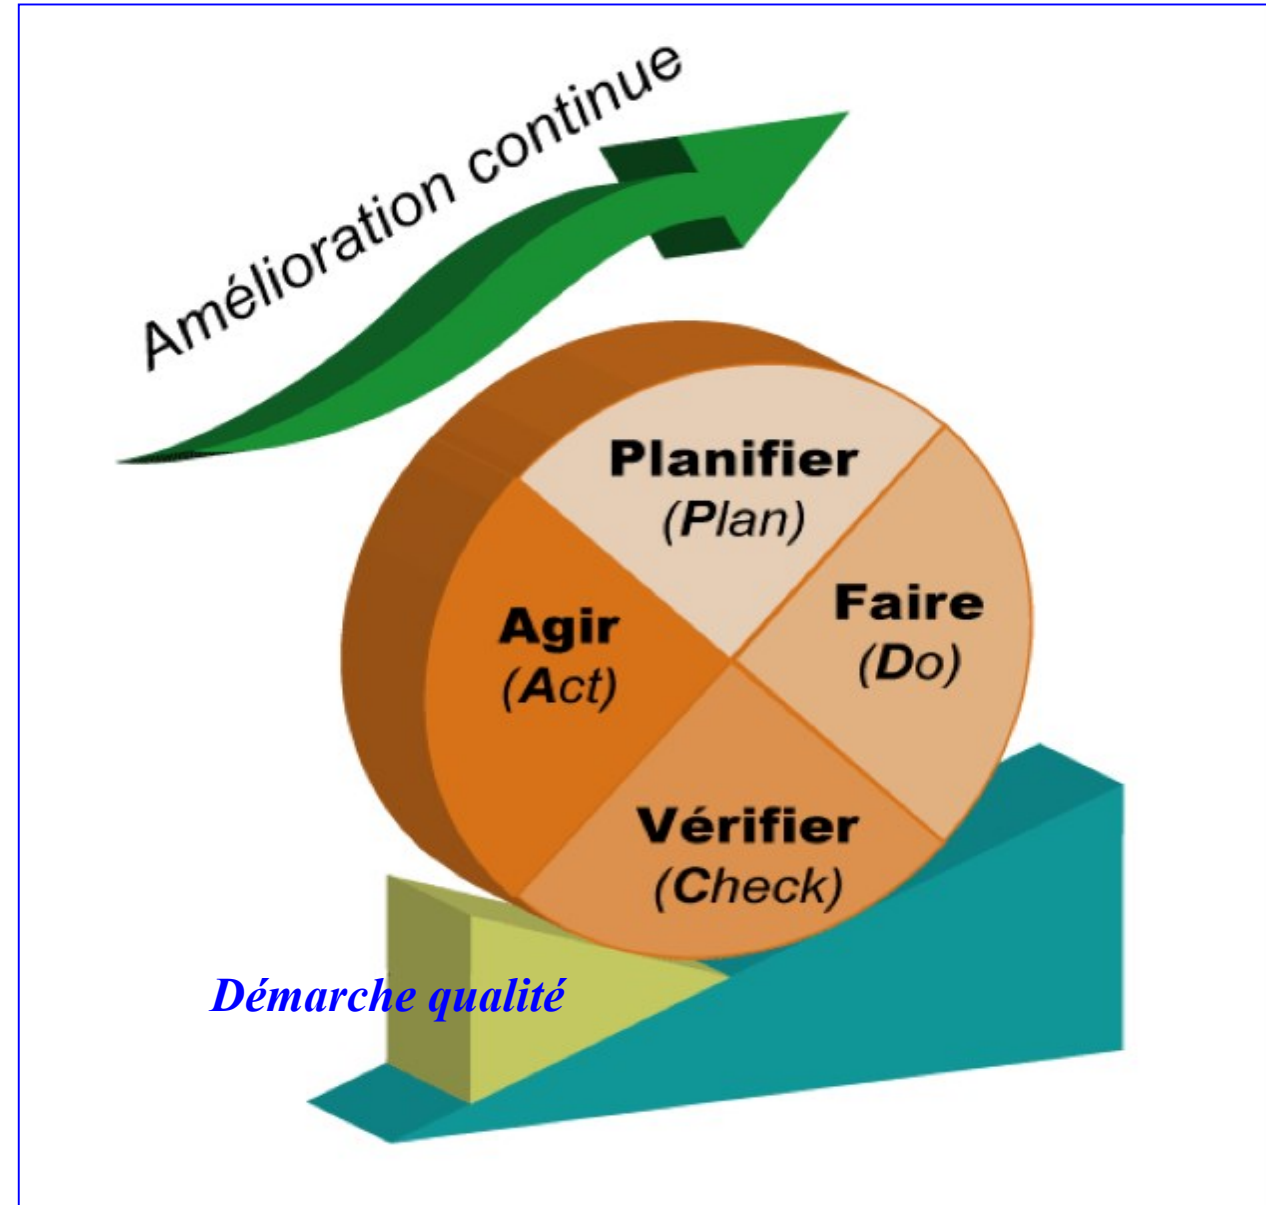 Amélioration continue
Planifier
(Plan)
Faire
(Do)
Agir
(Act)
Vérifier
(Check)
Démarche qualité